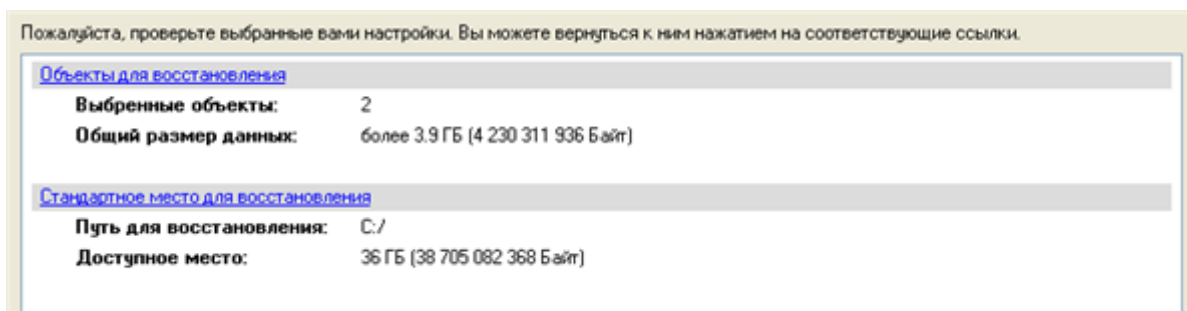 Пожалуйста, проверьте выбранные вами настройки. Вы можете вернуться к ним нажатием на соответствующие ссылки.
Объекты для восстановления
Выбренные объекты: 2
Общий размер данных: более 3.9 ГБ (4 230 311 936 Байт)
Стандартное место для восстановления
Путь для восстановления: C:/
Доступное место: 36 ГБ (38 705 082 368 Байт)